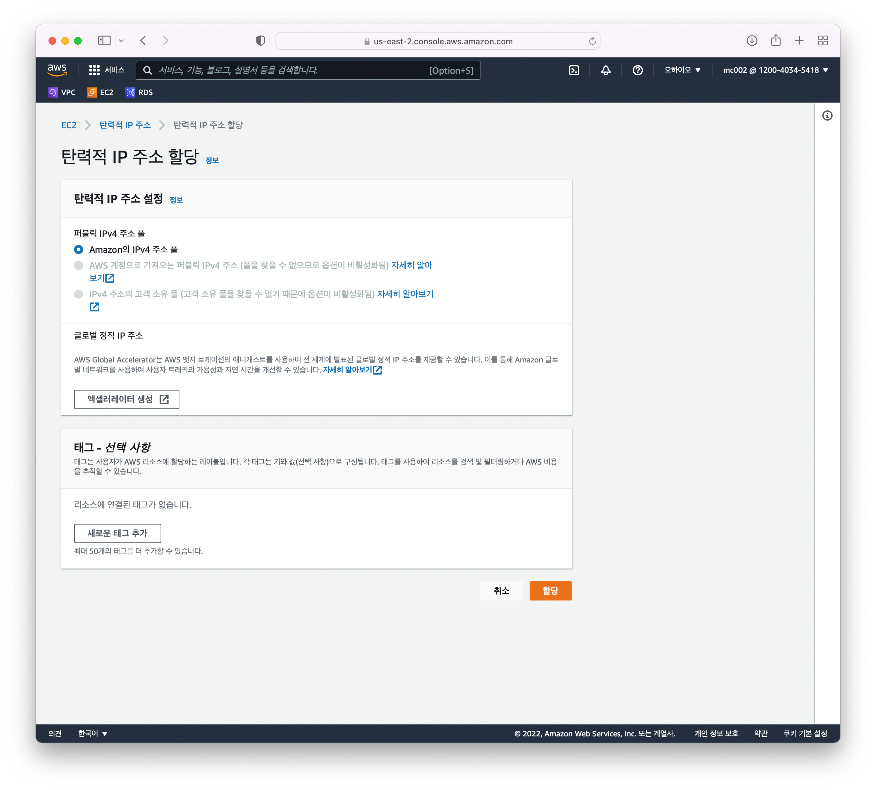 us-east-2.console.aws.amazon.com
aws
서비스
서비스, 기능, 블로그, 설명서 등을 검색합니다.
[Option+S]
오하이오 ▼
mc002 @ 1200-4034-5418 ▼
VPC
EC2
RDS
EC2 > 탄력적 IP 주소 > 탄력적 IP 주소 할당
탄력적 IP 주소 할당 정보
탄력적 IP 주소 설정 정보
퍼블릭 IPv4 주소 풀
Amazon의 IPv4 주소 풀
AWS 계정으로 가져오는 퍼블릭 IPv4 주소 (풀을 찾을 수 없으므로 옵션이 비활성화됨) 자세히 알아
보기
IPv4 주소의 고객 소유 풀 (고객 소유 풀을 찾을 수 없기 때문에 옵션이 비활성화됨) 자세히 알아보기
글로벌 정적 IP 주소
AWS Global Accelerator는 AWS 엣지 로케이션의 애니캐스트를 사용하여 전 세계에 발표된 글로벌 정적 IP 주소를 제공할 수 있습니다. 이를 통해 Amazon 글로
벌 네트워크를 사용하여 사용자 트래픽의 가용성과 지연 시간을 개선할 수 있습니다. 자세히 알아보기
액셀러레이터 생성
태그 - 선택 사항
태그는 사용자가 AWS 리소스에 할당하는 레이블입니다. 각 태그는 키와 값(선택 사항)으로 구성됩니다. 태그를 사용하여 리소스를 검색 및 필터링하거나 AWS 비용
을 추적할 수 있습니다.
리소스에 연결된 태그가 없습니다.
새로운 태그 추가
최대 50개의 태그를 더 추가할 수 있습니다.
취소
할당
의견
한국어 ▼
© 2022, Amazon Web Services, Inc. 또는 계열사.
개인 정보 보호
약관
쿠키 기본 설정